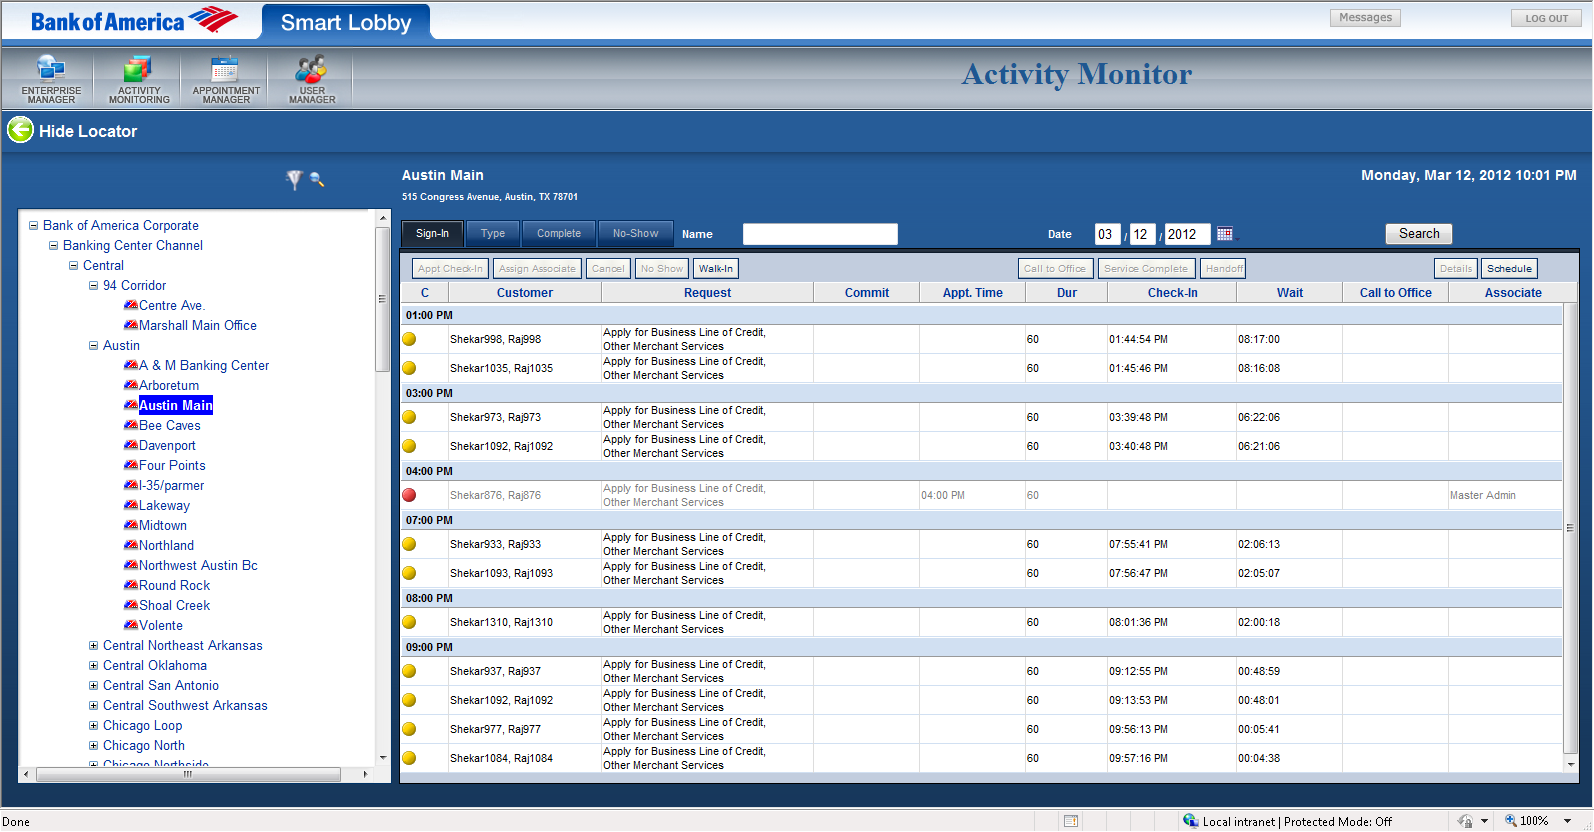 Bank of America
Smart Lobby
Messages
LOG OUT
ENTERPRISE MANAGER
ACTIVITY MONITORING
APPOINTMENT MANAGER
USER MANAGER
Activity Monitor
Hide Locator
Austin Main
Monday, Mar 12, 2012 10:01 PM
515 Congress Avenue, Austin, TX 78701
Bank of America Corporate
Banking Center Channel
Central
94 Corridor
Centre Ave.
Marshall Main Office
Austin
A & M Banking Center
Arboretum
Austin Main
Bee Caves
Davenport
Four Points
I-35/parmer
Lakeway
Midtown
Northland
Northwest Austin Bc
Round Rock
Shoal Creek
Volente
Central Northeast Arkansas
Central Oklahoma
Central San Antonio
Central Southwest Arkansas
Chicago Loop
Chicago North
Chicago Northside
Sign-In Type Complete No-Show Name Date 03 / 12 / 2012 Search
Appt Check-In Assign Associate Cancel No Show Walk-In Call to Office Service Complete Handoff Details Schedule
C Customer Request Commit Appt. Time Dur Check-In Wait Call to Office Associate
01:00 PM
Shekar998, Raj998 Apply for Business Line of Credit, Other Merchant Services 60 01:44:54 PM 08:17:00
Shekar1035, Raj1035 Apply for Business Line of Credit, Other Merchant Services 60 01:45:46 PM 08:16:08
03:00 PM
Shekar973, Raj973 Apply for Business Line of Credit, Other Merchant Services 60 03:39:48 PM 06:22:06
Shekar1092, Raj1092 Apply for Business Line of Credit, Other Merchant Services 60 03:40:48 PM 06:21:06
04:00 PM
Shekar876, Raj876 Apply for Business Line of Credit, Other Merchant Services 04:00 PM 60 Master Admin
07:00 PM
Shekar933, Raj933 Apply for Business Line of Credit, Other Merchant Services 60 07:55:41 PM 02:06:13
Shekar1093, Raj1093 Apply for Business Line of Credit, Other Merchant Services 60 07:56:47 PM 02:05:07
08:00 PM
Shekar1310, Raj1310 Apply for Business Line of Credit, Other Merchant Services 60 08:01:36 PM 02:00:18
09:00 PM
Shekar937, Raj937 Apply for Business Line of Credit, Other Merchant Services 60 09:12:55 PM 00:48:59
Shekar1092, Raj1092 Apply for Business Line of Credit, Other Merchant Services 60 09:13:53 PM 00:48:01
Shekar977, Raj977 Apply for Business Line of Credit, Other Merchant Services 60 09:56:13 PM 00:05:41
Shekar1084, Raj1084 Apply for Business Line of Credit, Other Merchant Services 60 09:57:16 PM 00:04:38
Done
Local intranet | Protected Mode: Off
100%